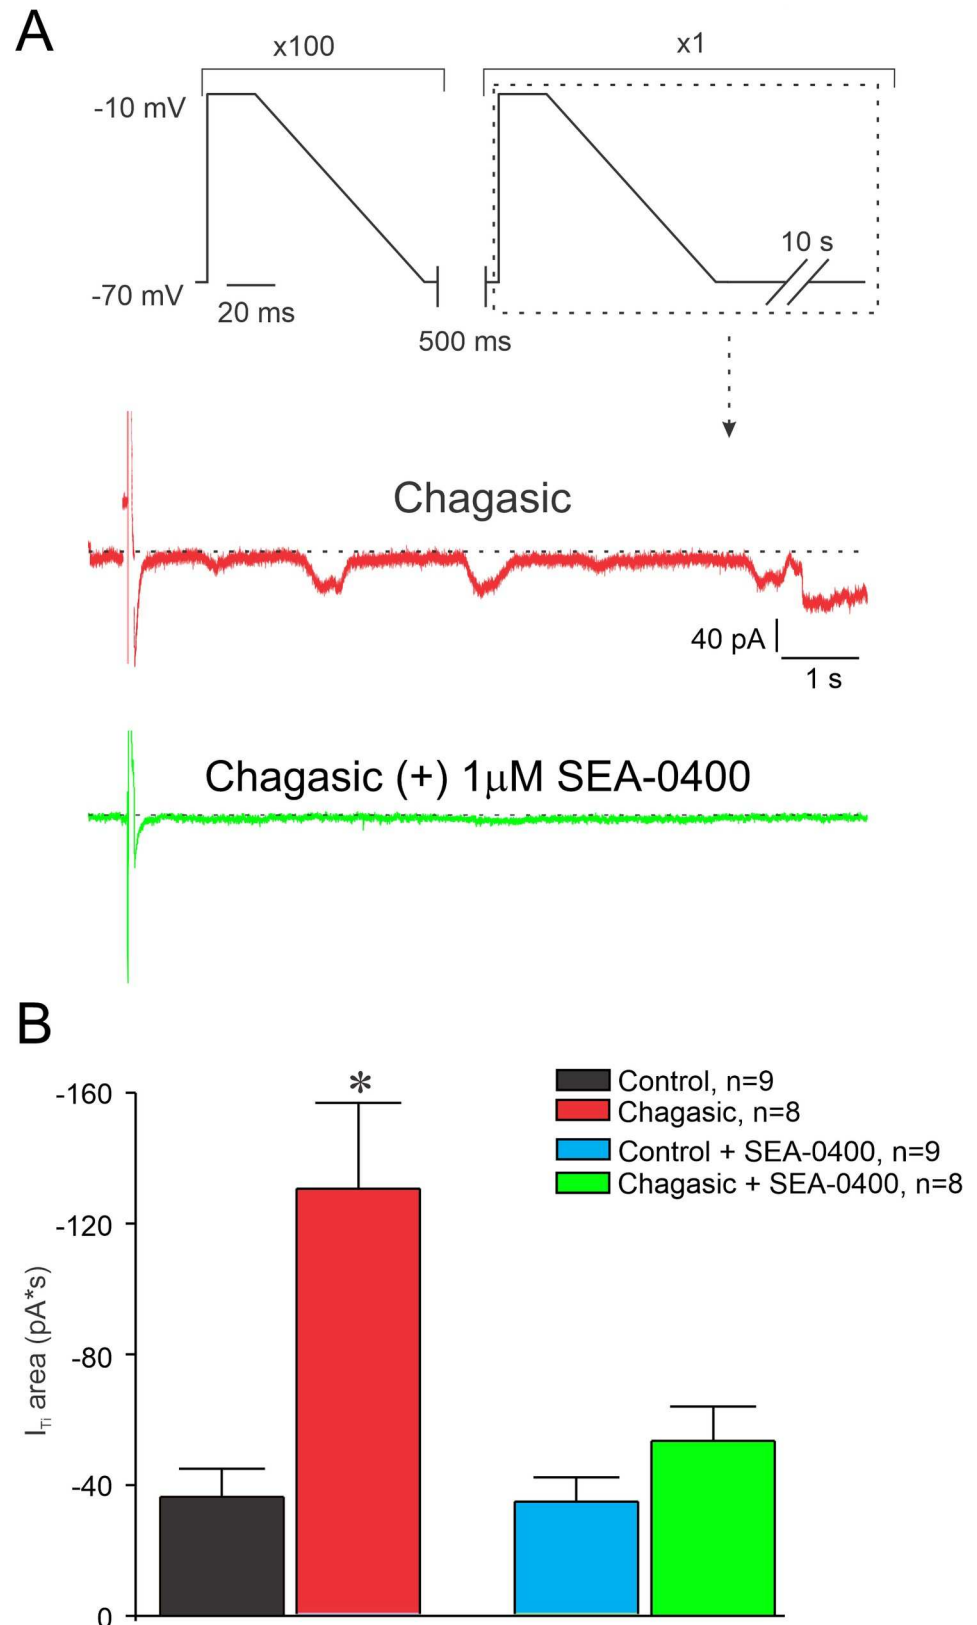 A
x100
x1
-10 mV
10 s
-70 mV
20 ms
500 ms
Chagasic
40 pA
1 s
Chagasic (+) 1μM SEA-0400
B
*
Control, n=9
Chagasic, n=8
Control + SEA-0400, n=9
Chagasic + SEA-0400, n=8
-160
-120
-80
-40
0
ITi area (pA*s)